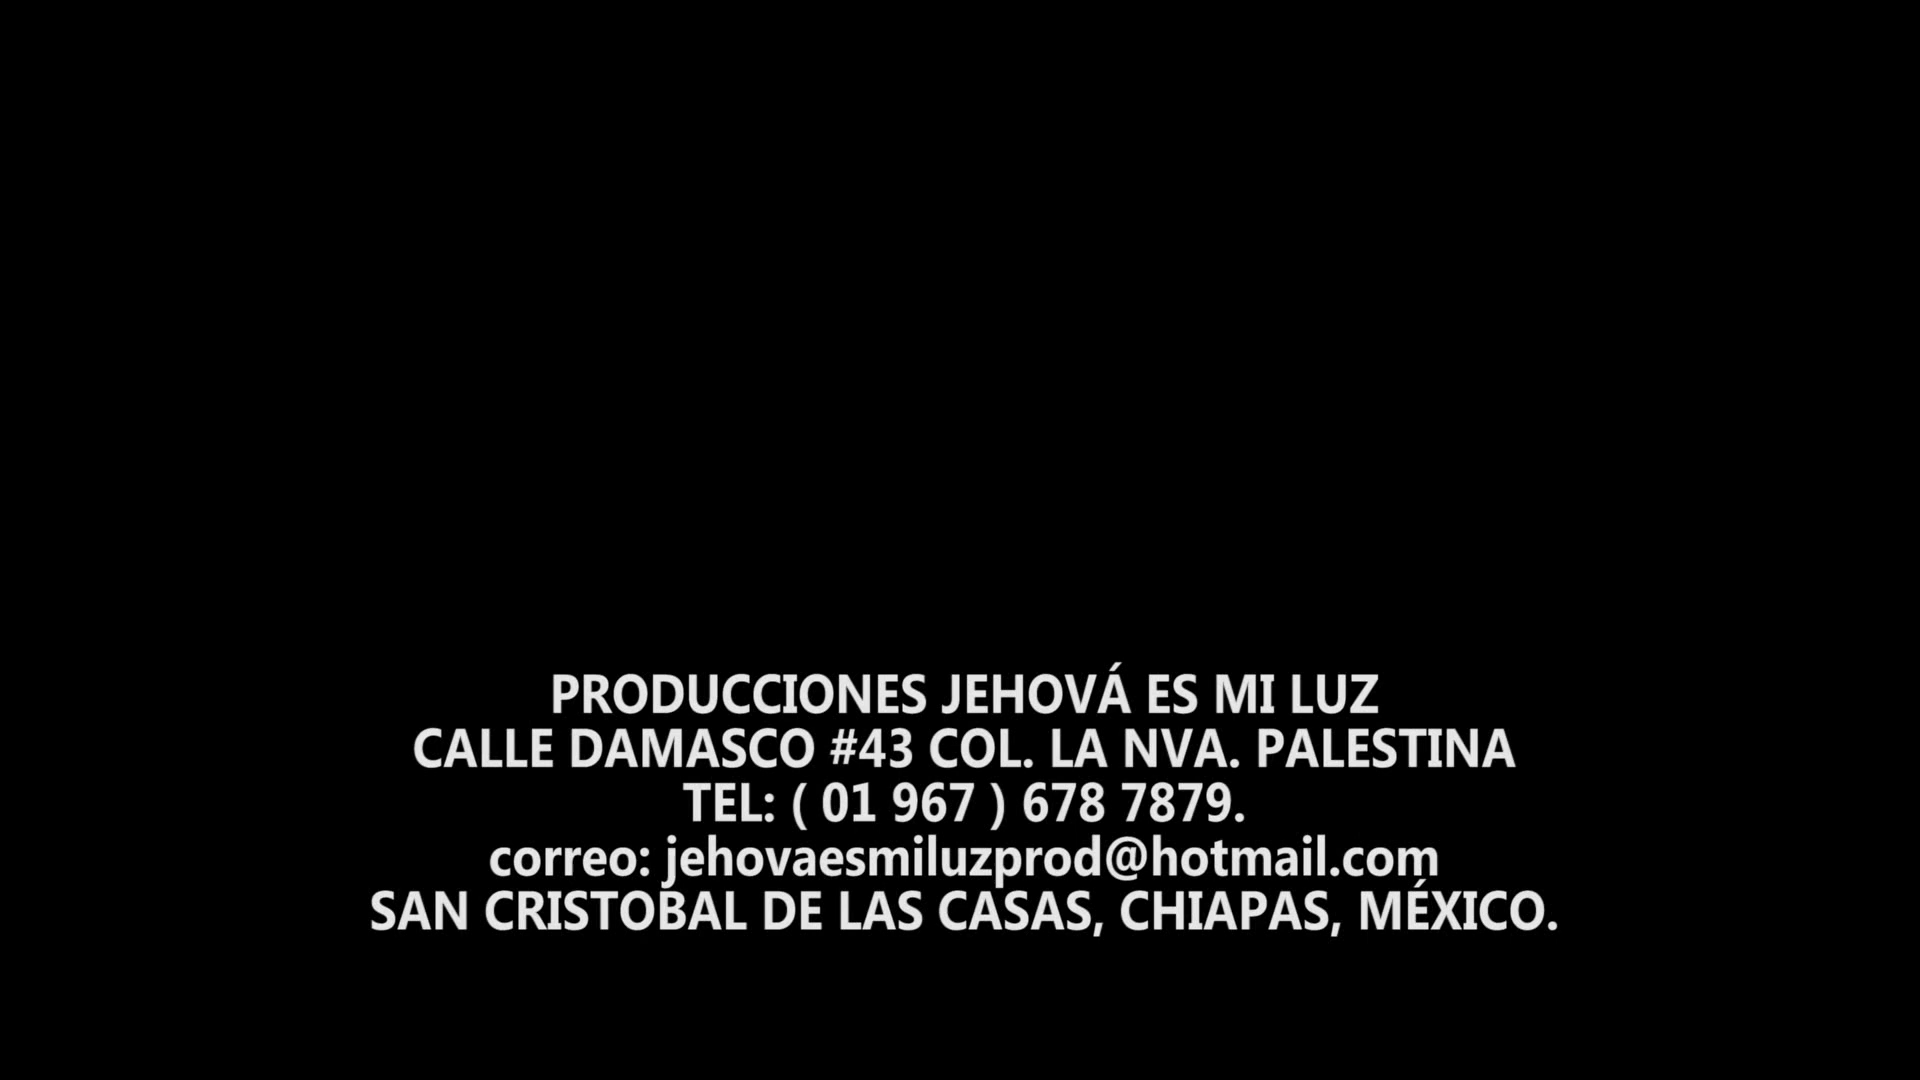 PRODUCCIONES JEHOVÁ ES MI LUZ
CALLE DAMASCO #43 COL. LA NVA. PALESTINA
TEL: ( 01 967 ) 678 7879.
correo: jehovaesmiluzprod@hotmail.com
SAN CRISTOBAL DE LAS CASAS, CHIAPAS, MÉXICO.